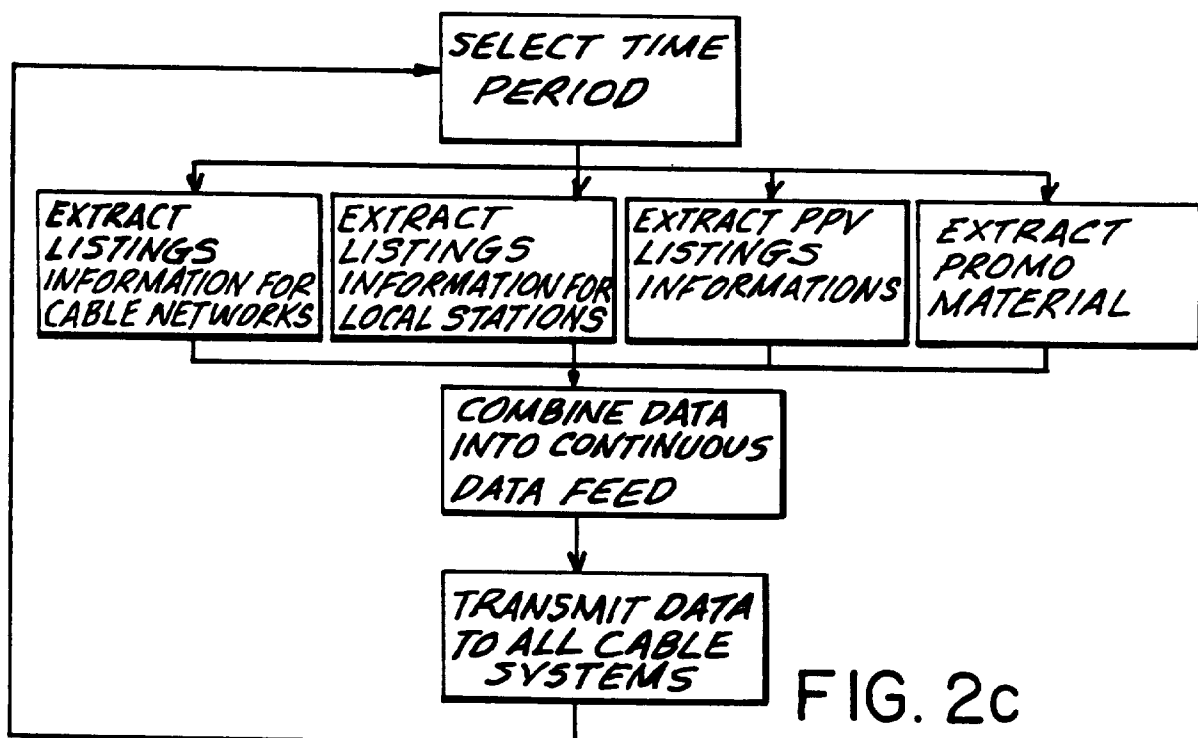 SELECT TIME
PERIOD
EXTRACT
LISTINGS
INFORMATION FOR
CABLE NETWORKS
EXTRACT
LISTINGS
INFORMATION FOR
LOCAL STATIONS
EXTRACT PPV
LISTINGS
INFORMATIONS
EXTRACT
PROMO
MATERIAL
COMBINE DATA
INTO CONTINUOUS
DATA FEED
TRANSMIT DATA
TO ALL CABLE
SYSTEMS
FIG. 2c